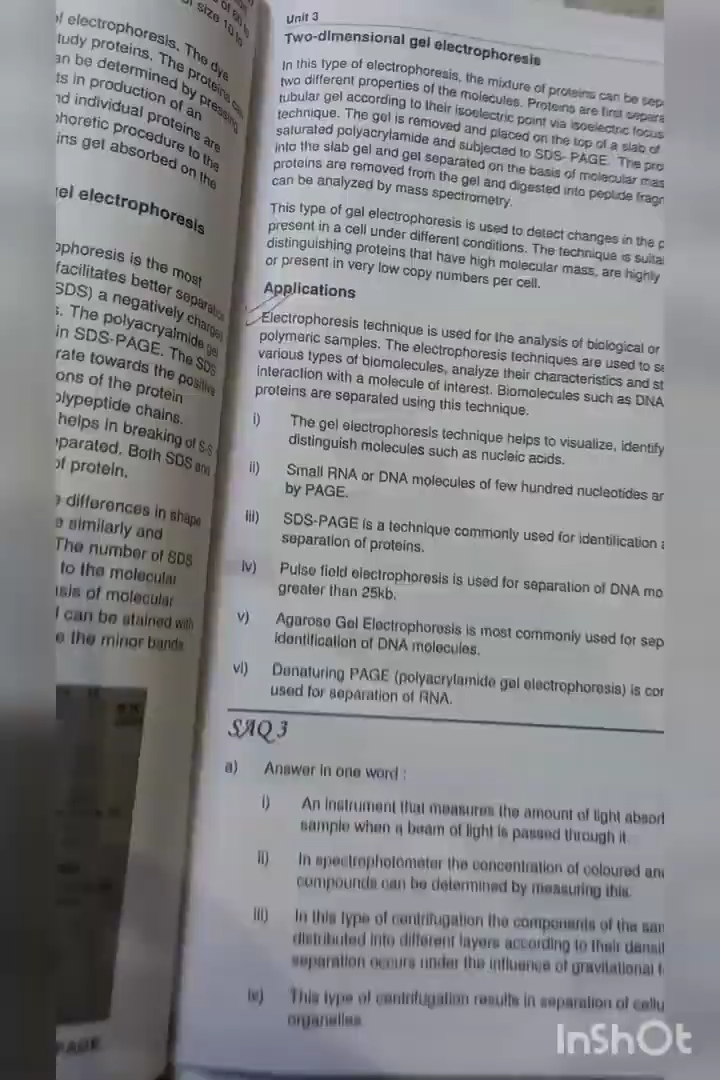 of 60 to
size 10 to
of electrophoresis. The dye
tudy proteins. The proteins can
an be determined by pressing
ts in production of an
nd individual proteins are
phoretic procedure to the
ins gel absorbed on the
gel electrophoresis
ophoresis is the most
facilitates better separation
SDS) a negatively charged
s. The polyacryalmide gel
in SDS-PAGE. The SDS
rate towards the positive
ons of the protein
olypeptide chains.
helps in breaking of S-S
eparated. Both SDS and
of protein.
e differences in shape
e similarly and
The number of SDS
to the molecular
asis of molecular
l can be stained with
e the minor bands
PAGE
Unit 3
Two-dimensional gel electrophoresis
In this type of electrophoresis, the mixture of proteins can be sep
two different properties of the molecules. Proteins are first separa
tubular gel according to their isoelectric point via isoelectric focus
technique. The gel is removed and placed on the top of a slab of
saturated polyacrylamide and subjected to SDS- PAGE. The pro
into the slab gel and get separated on the basis of molecular mas
proteins are removed from the gel and digested into peptide fragm
can be analyzed by mass spectrometry.
This type of gel electrophoresis is used to detect changes in the p
present in a cell under different conditions. The technique is suita
distinguishing proteins that have high molecular mass, are highly
or present in very low copy numbers per cell.
Applications
Electrophoresis technique is used for the analysis of biological or
polymeric samples. The electrophoresis techniques are used to se
various types of biomolecules, analyze their characteristics and st
interaction with a molecule of interest. Biomolecules such as DNA
proteins are separated using this technique.
i) The gel electrophoresis technique helps to visualize, identify
distinguish molecules such as nucleic acids.
ii) Small RNA or DNA molecules of few hundred nucleotides ar
by PAGE.
iii) SDS-PAGE is a technique commonly used for identification a
separation of proteins.
iv) Pulse field electrophoresis is used for separation of DNA mo
greater than 25kb.
v) Agarose Gel Electrophoresis is most commonly used for sep
identification of DNA molecules.
vi) Denaturing PAGE (polyacrylamide gel electrophoresis) is cor
used for separation of RNA.
SAQ 3
a) Answer in one word :
i) An instrument that measures the amount of light absorb
sample when a beam of light is passed through it.
ii) In spectrophotometer the concentration of coloured and
compounds can be determined by measuring this.
iii) In this type of centrifugation the components of the sam
distributed into different layers according to their densit
separation occurs under the influence of gravitational f
iv) This type of centrifugation results in separation of cellu
organelles.
InShOt